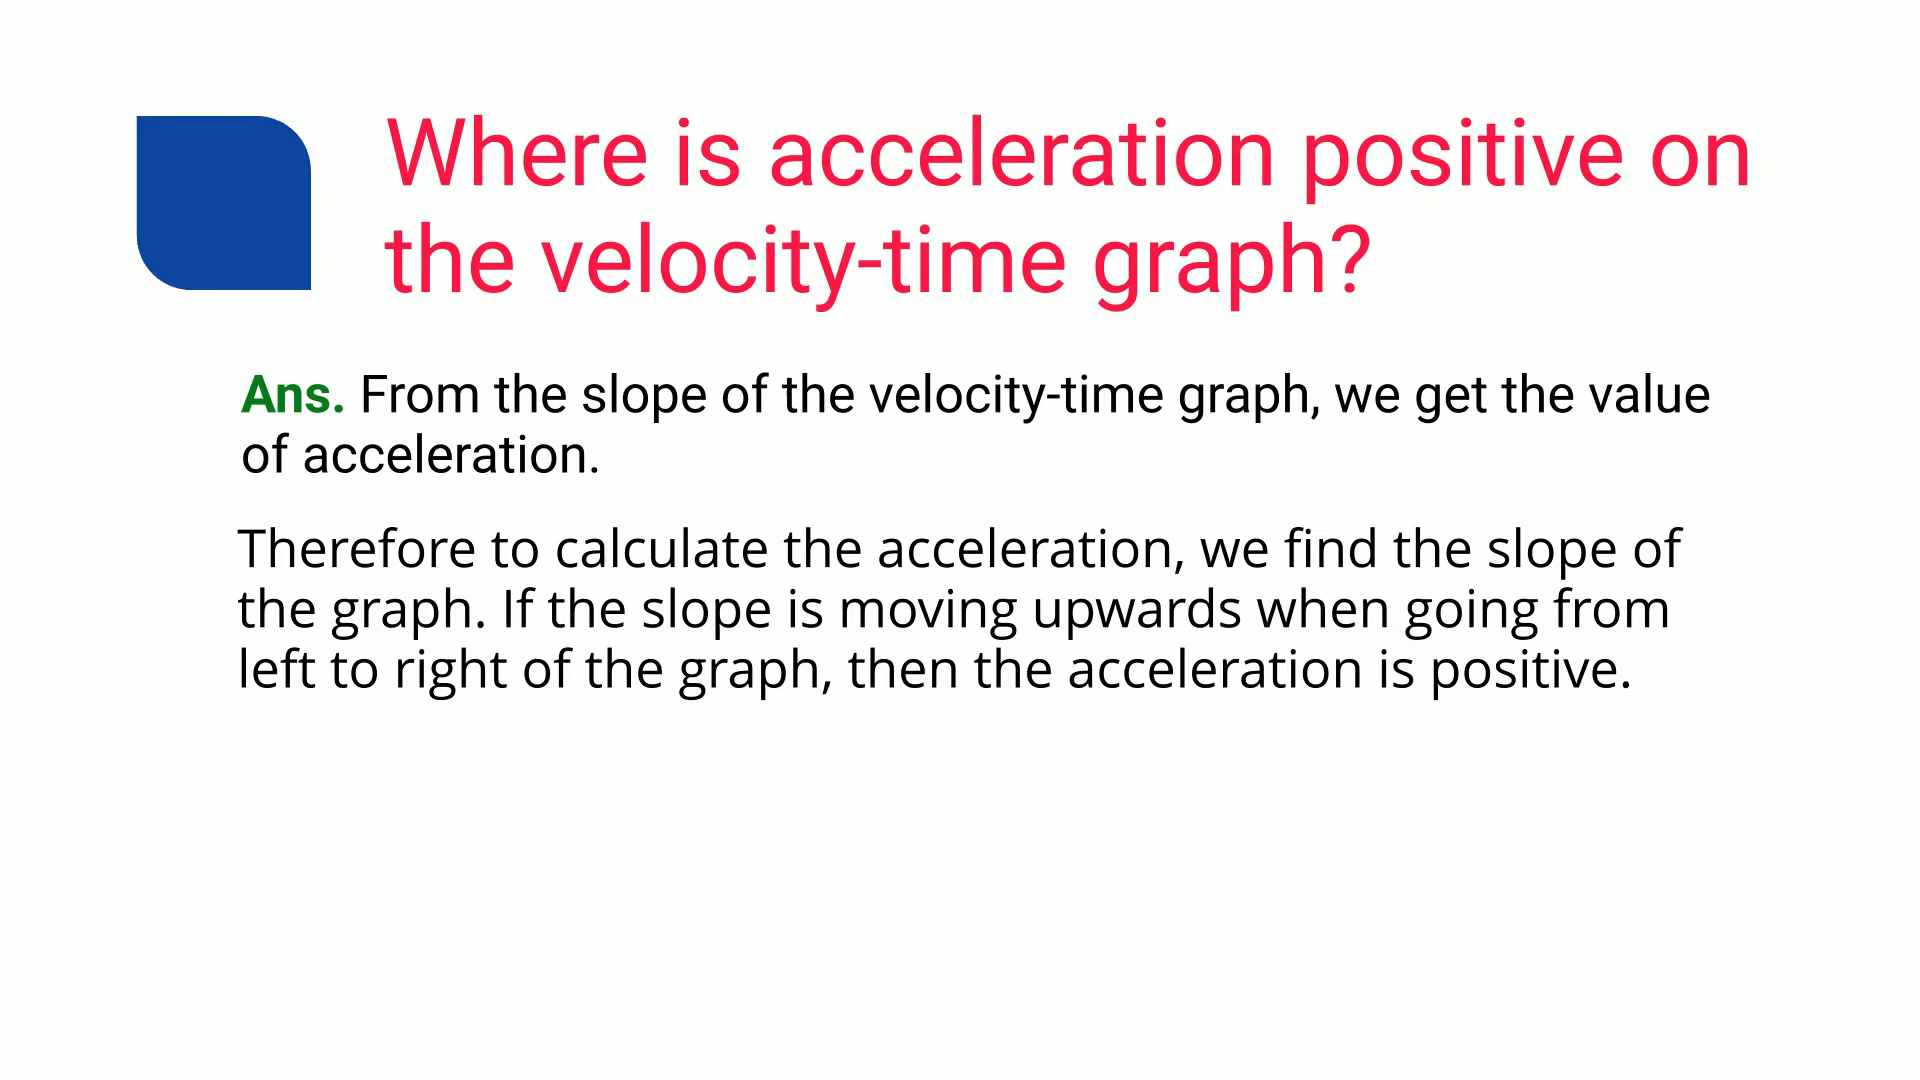 Where is acceleration positive on
the velocity-time graph?
Ans. From the slope of the velocity-time graph, we get the value
of acceleration.
Therefore to calculate the acceleration, we find the slope of
the graph. If the slope is moving upwards when going from
left to right of the graph, then the acceleration is positive.